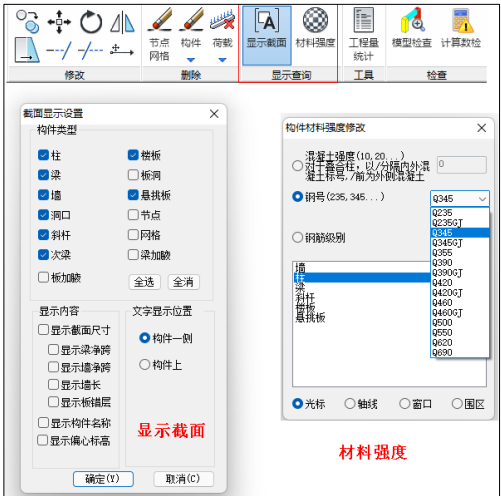 节点 构件 荷载 显示截面 材料强度 工程量 模型检查 计算数检
网格 统计
修改 删除 显示查询 工具 检查
截面显示设置
构件类型
柱 楼板
梁 板洞
墙 悬挑板
洞口 节点
斜杆 网格
次梁 梁加腋
板加腋 全选 全消
显示内容 文字显示位置
显示截面尺寸
构件一侧
显示梁净跨
显示墙净跨 构件上
显示墙长
显示板错层
显示构件名称
显示偏心标高
显示截面
确定(Y) 取消(C)
构件材料强度修改
混凝土强度(10,20...)
对于叠合柱，以/分隔内外混
凝土标号,/前为外侧混凝土
0
钢号(235,345...) Q345
Q235
Q235GJ
Q345
Q345GJ
Q355
Q390
Q390GJ
Q420
Q420GJ
Q460
Q460GJ
Q500
Q550
Q620
Q690
钢筋级别
墙
柱
梁
斜杆
楼板
悬挑板
光标 轴线 窗口 围区
材料强度